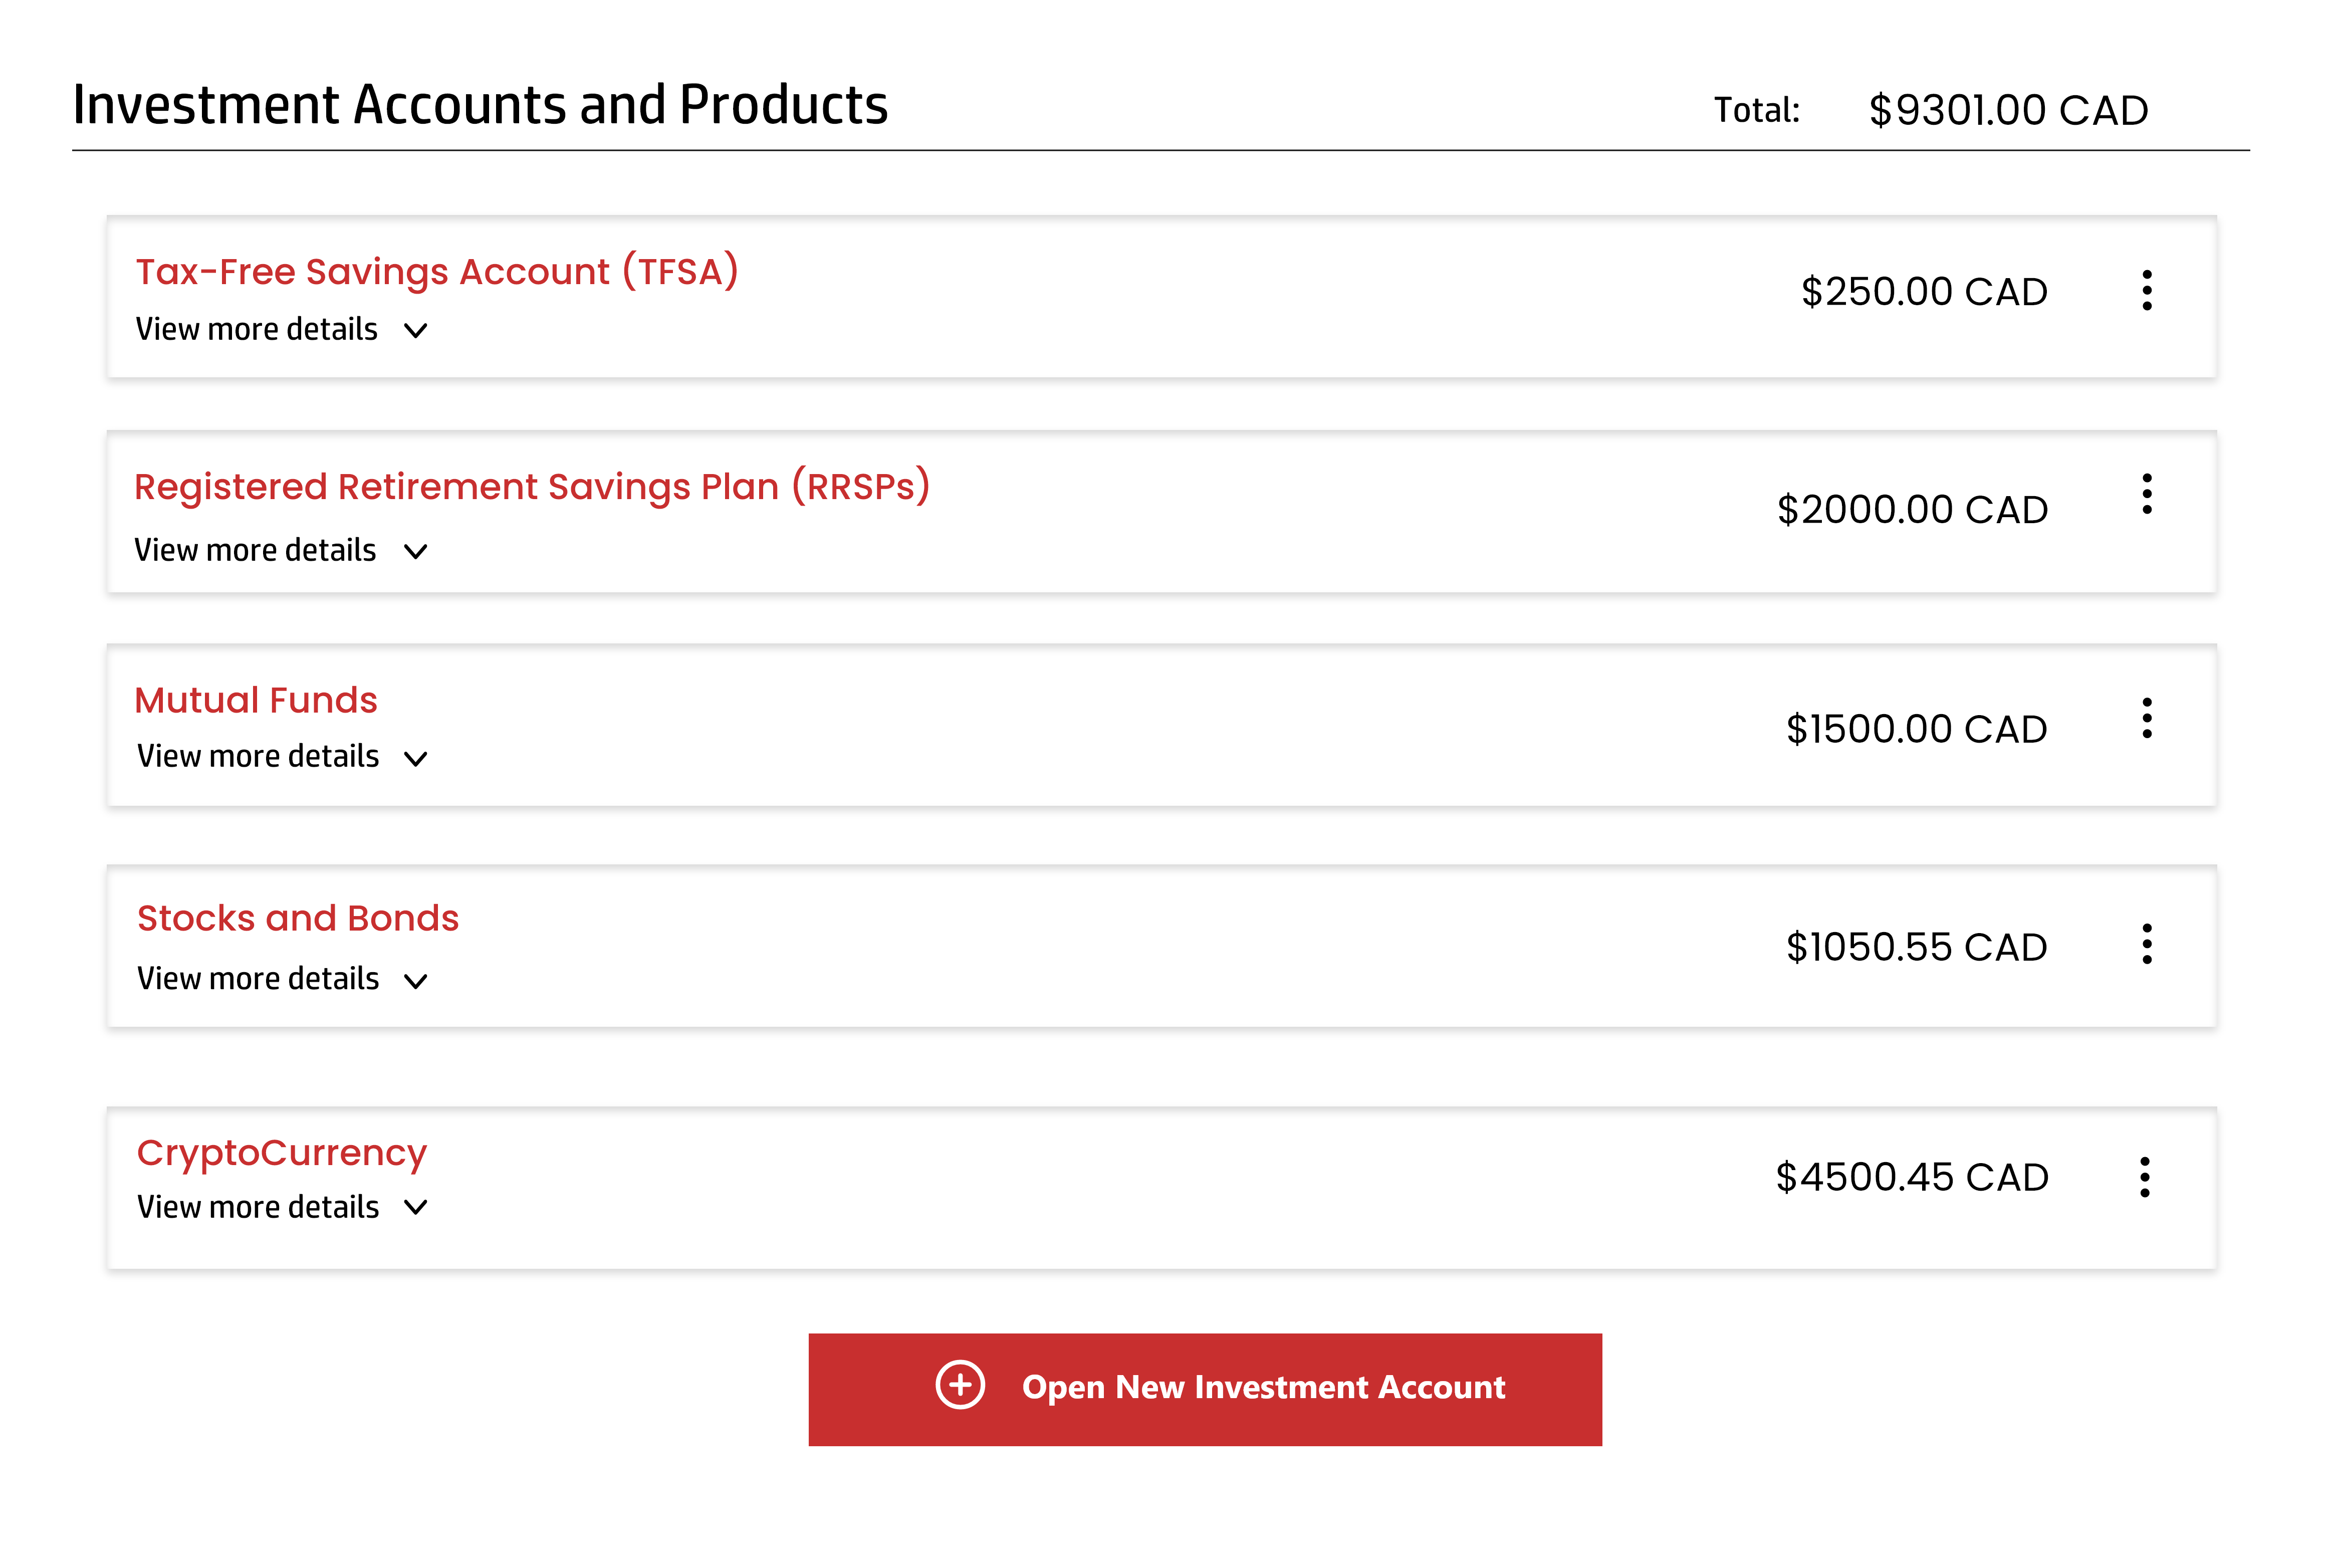 Investment Accounts and Products Total: $9301.00 CAD
Tax-Free Savings Account (TFSA)
$250.00 CAD
View more details
Registered Retirement Savings Plan (RRSPs)
$2000.00 CAD
View more details
Mutual Funds
$1500.00 CAD
View more details
Stocks and Bonds
$1050.55 CAD
View more details
CryptoCurrency
$4500.45 CAD
View more details
Open New Investment Account